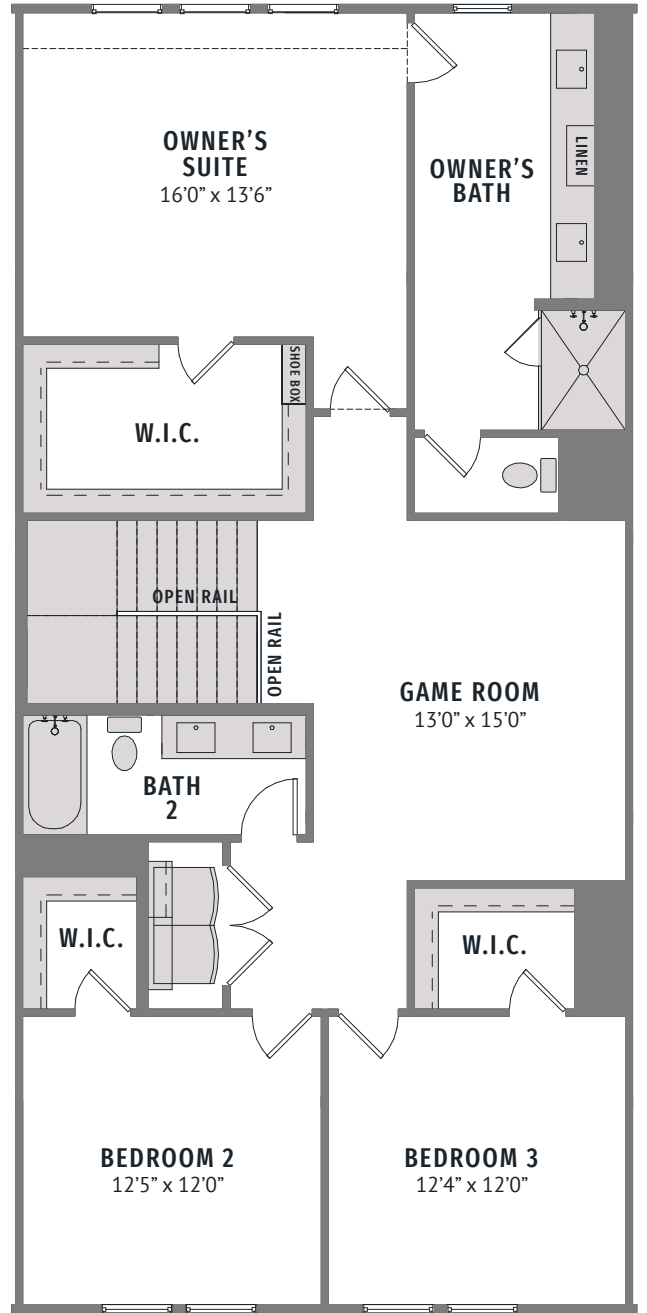 OWNER’S
SUITE
16’0” x 13’6”
OWNER’S
BATH
LINEN
SHOE BOX
W.I.C.
OPEN RAIL
OPEN RAIL
GAME ROOM
13’0” x 15’0”
BATH
2
W.I.C.
W.I.C.
BEDROOM 2
12’5” x 12’0”
BEDROOM 3
12’4” x 12’0”